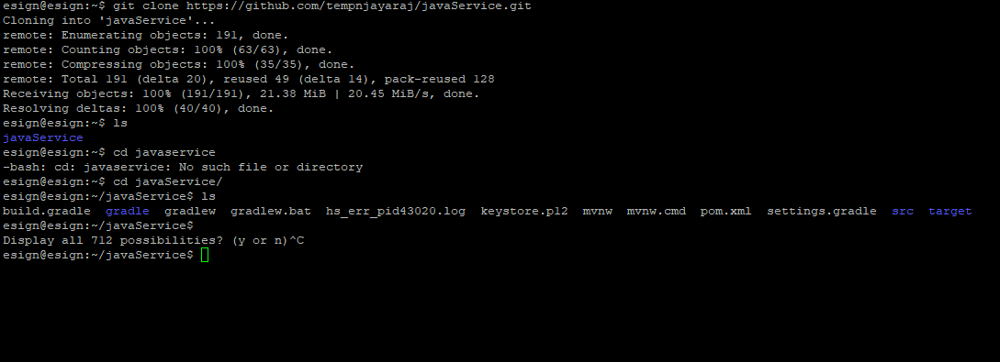 esign@esign:~$ git clone https://github.com/tempnjayaraj/javaService.git
Cloning into 'javaService'...
remote: Enumerating objects: 191, done.
remote: Counting objects: 100% (63/63), done.
remote: Compressing objects: 100% (35/35), done.
remote: Total 191 (delta 20), reused 49 (delta 14), pack-reused 128
Receiving objects: 100% (191/191), 21.38 MiB | 20.45 MiB/s, done.
Resolving deltas: 100% (40/40), done.
esign@esign:~$ ls
javaService
esign@esign:~$ cd javaservice
-bash: cd: javaservice: No such file or directory
esign@esign:~$ cd javaService/
esign@esign:~/javaService$ ls
build.gradle  gradle  gradlew  gradlew.bat  hs_err_pid43020.log  keystore.p12  mvnw  mvnw.cmd  pom.xml  settings.gradle  src  target
esign@esign:~/javaService$
Display all 712 possibilities? (y or n)^C
esign@esign:~/javaService$